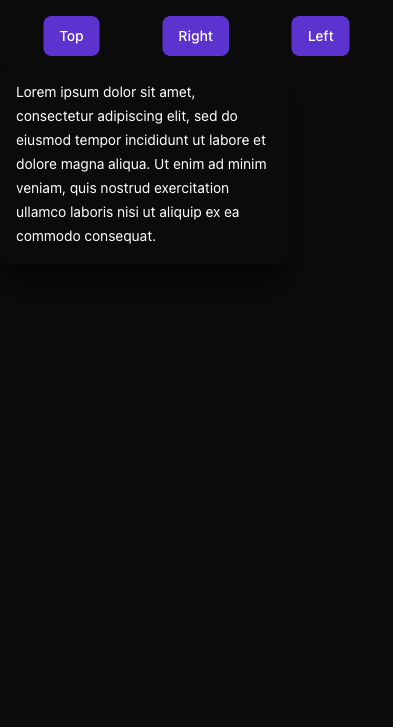 Top Right Left
Lorem ipsum dolor sit amet,
consectetur adipiscing elit, sed do
eiusmod tempor incididunt ut labore et
dolore magna aliqua. Ut enim ad minim
veniam, quis nostrud exercitation
ullamco laboris nisi ut aliquip ex ea
commodo consequat.